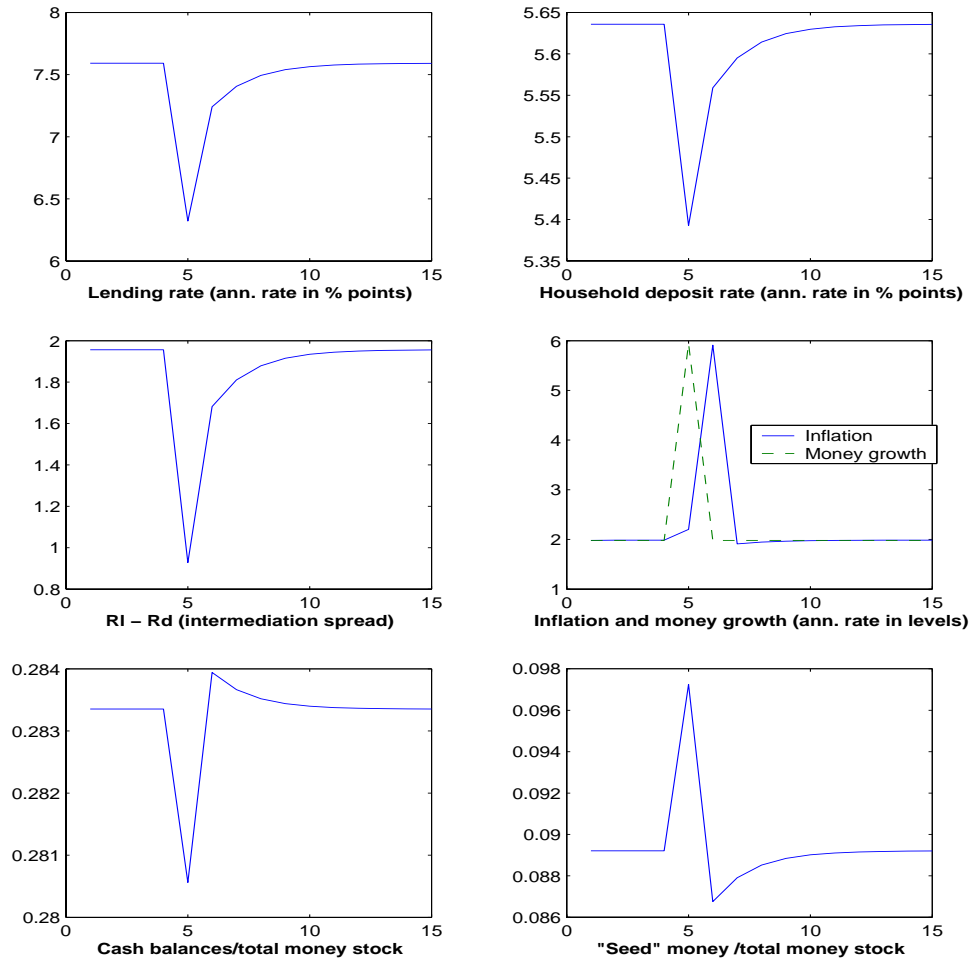 8
7.5
7
6.5
6
0 5 10 15
Lending rate (ann. rate in % points)
5.65
5.6
5.55
5.5
5.45
5.4
5.35
0 5 10 15
Household deposit rate (ann. rate in % points)
2
1.8
1.6
1.4
1.2
1
0.8
0 5 10 15
Rl − Rd (intermediation spread)
6
5
4
3
2
1
Inflation
Money growth
0 5 10 15
Inflation and money growth (ann. rate in levels)
0.284
0.283
0.282
0.281
0.28
0 5 10 15
Cash balances/total money stock
0.098
0.096
0.094
0.092
0.09
0.088
0.086
0 5 10 15
"Seed" money /total money stock